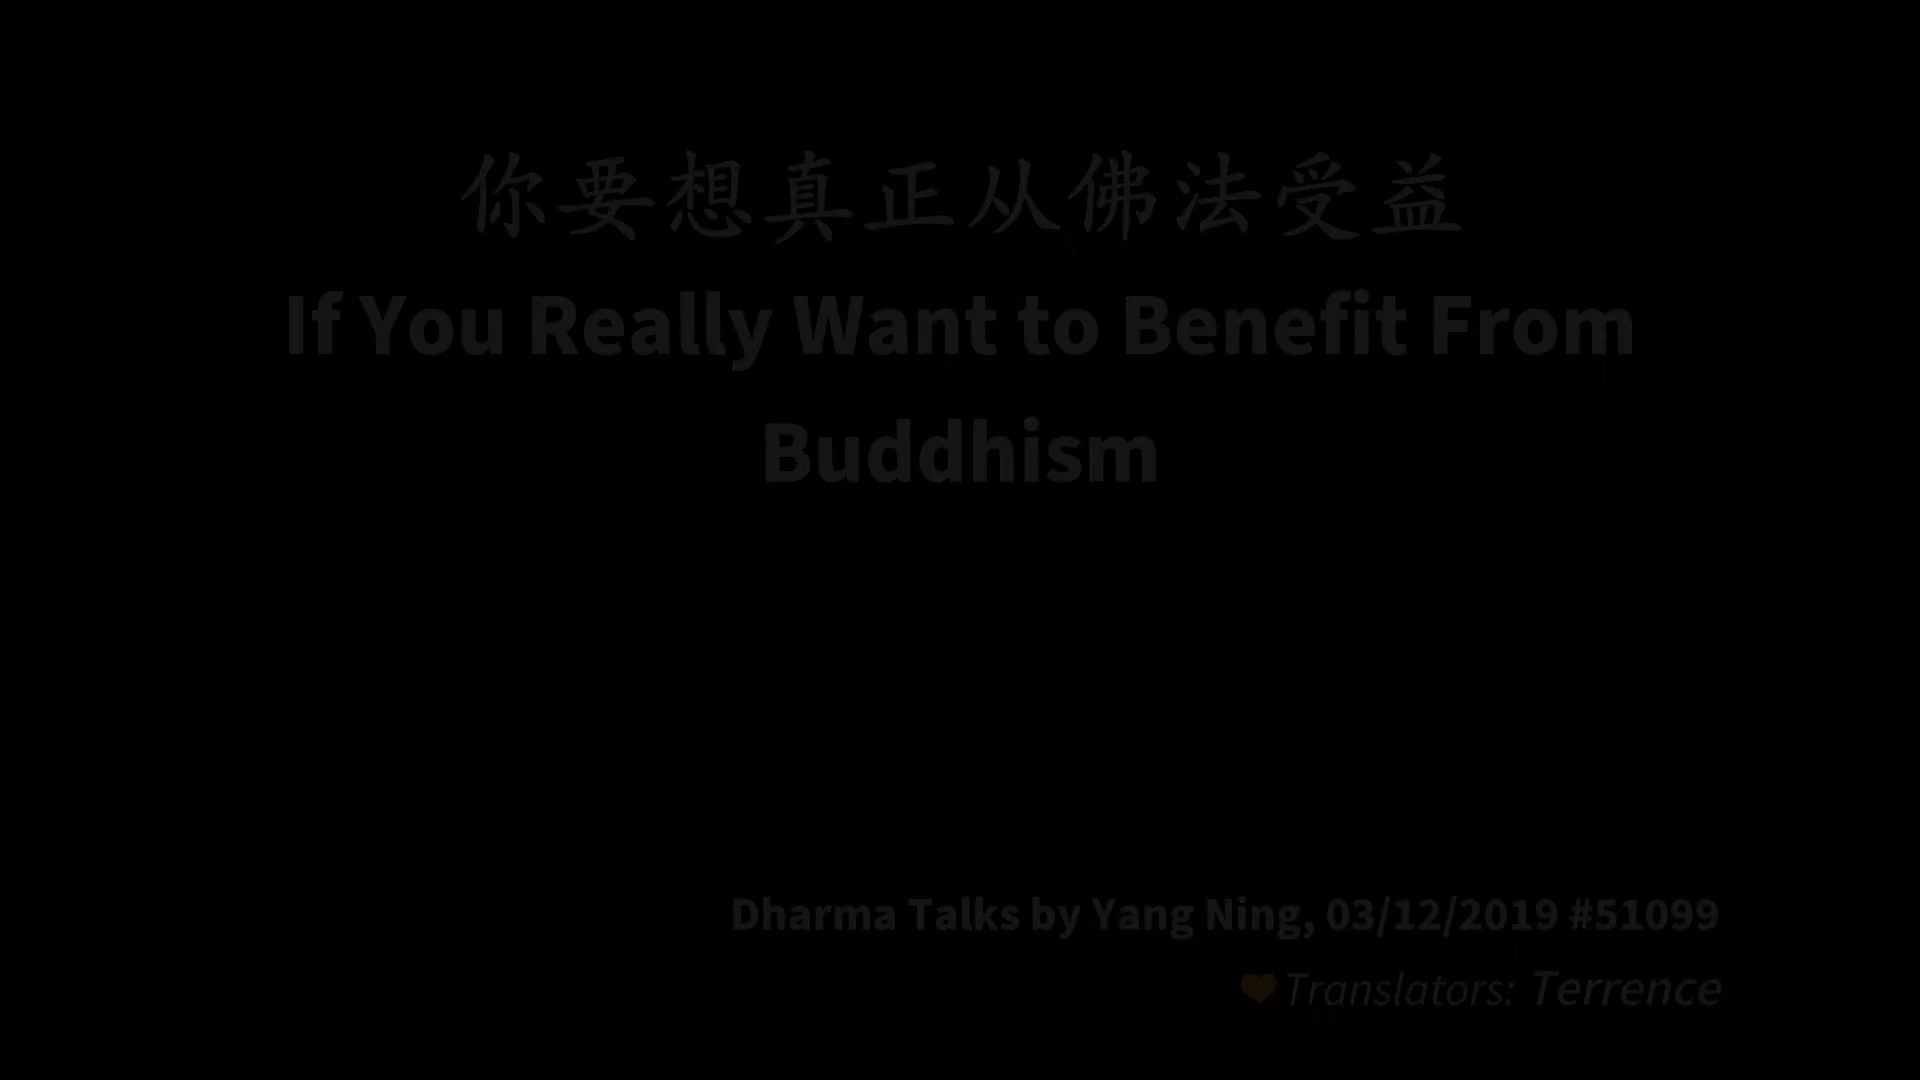 你要想真正从佛法受益
If You Really Want to Benefit From
Buddhism
Dharma Talks by Yang Ning, 03/12/2019 #51099
Translators: Terrence